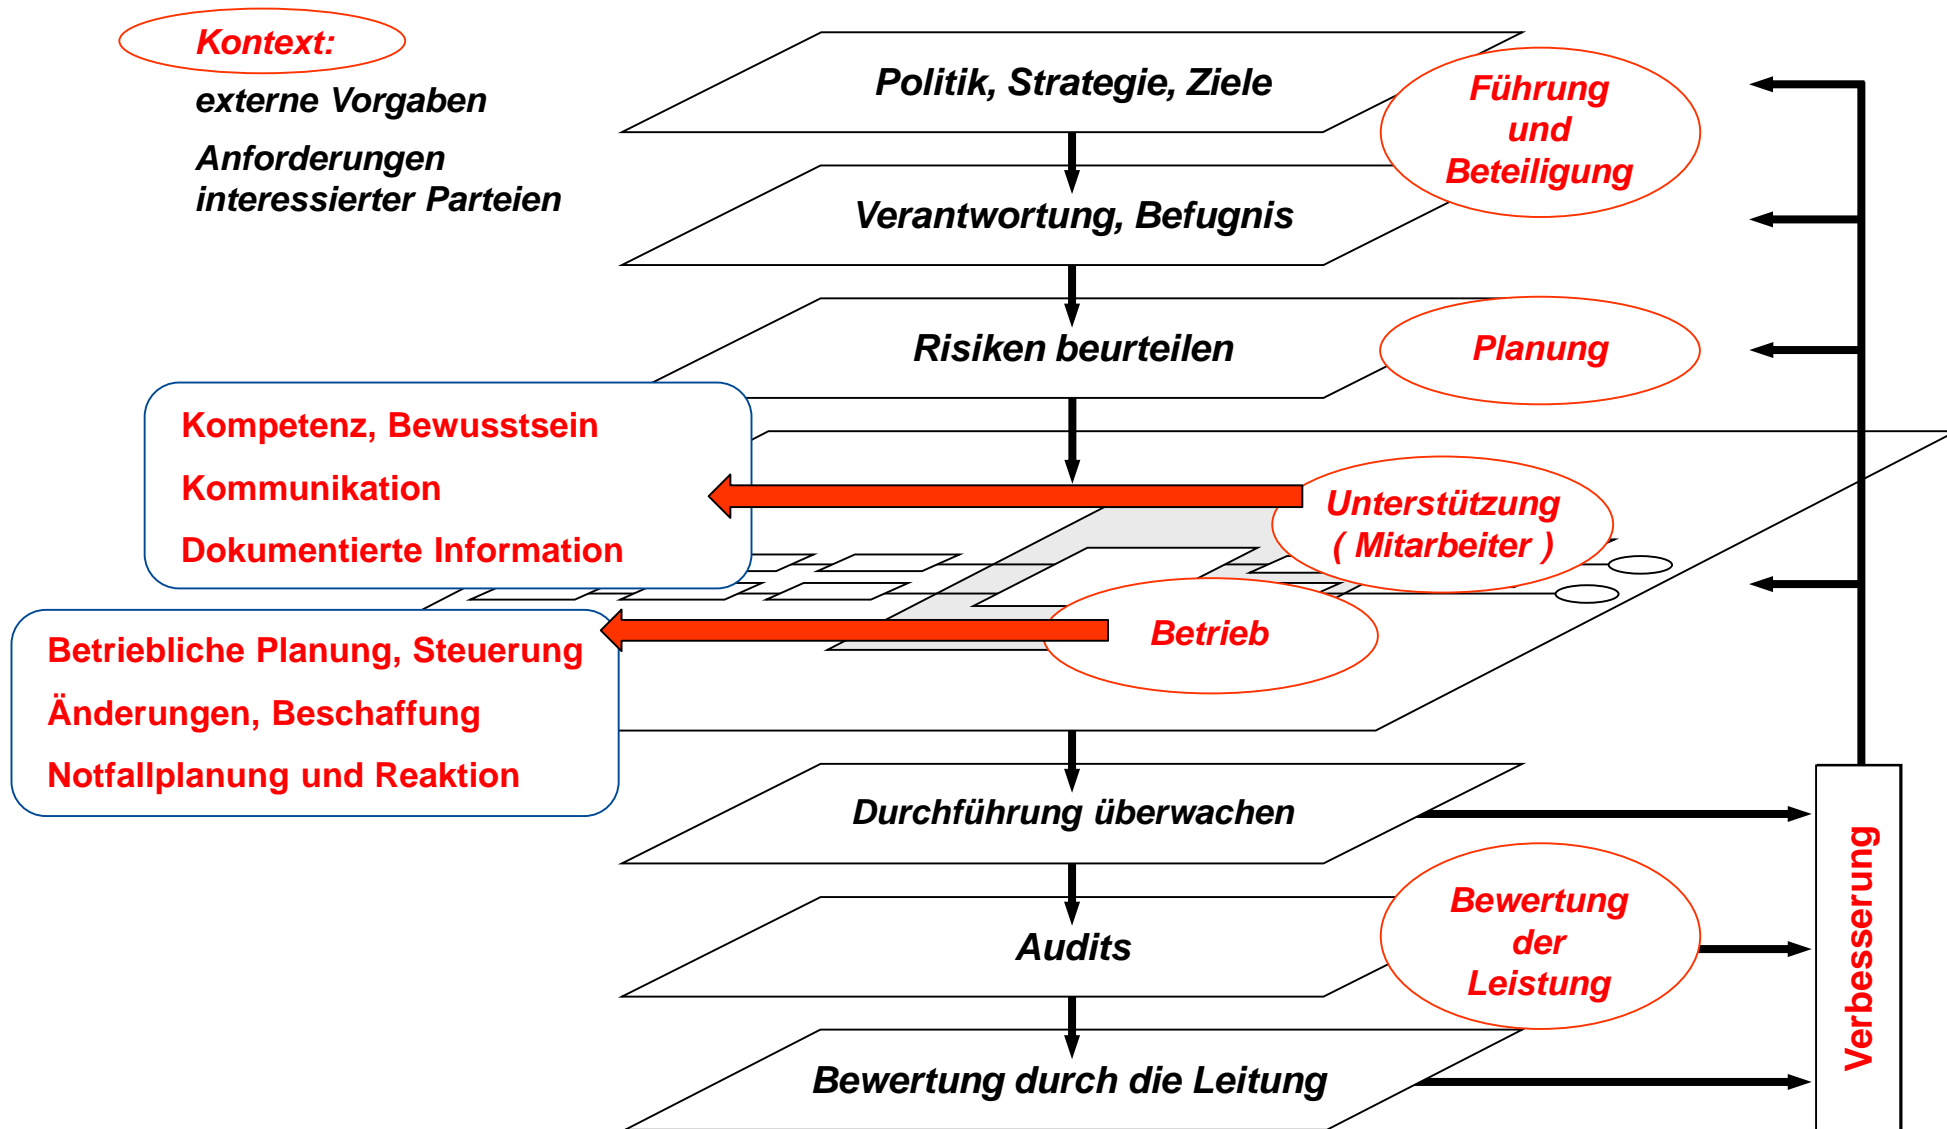 Kontext:
externe Vorgaben
Anforderungen
interessierter Parteien
Politik, Strategie, Ziele
Führung
und
Beteiligung
Verantwortung, Befugnis
Risiken beurteilen
Planung
Kompetenz, Bewusstsein
Kommunikation
Dokumentierte Information
Unterstützung
( Mitarbeiter )
Betrieb
Betriebliche Planung, Steuerung
Änderungen, Beschaffung
Notfallplanung und Reaktion
Durchführung überwachen
Audits
Bewertung
der
Leistung
Bewertung durch die Leitung
Verbesserung